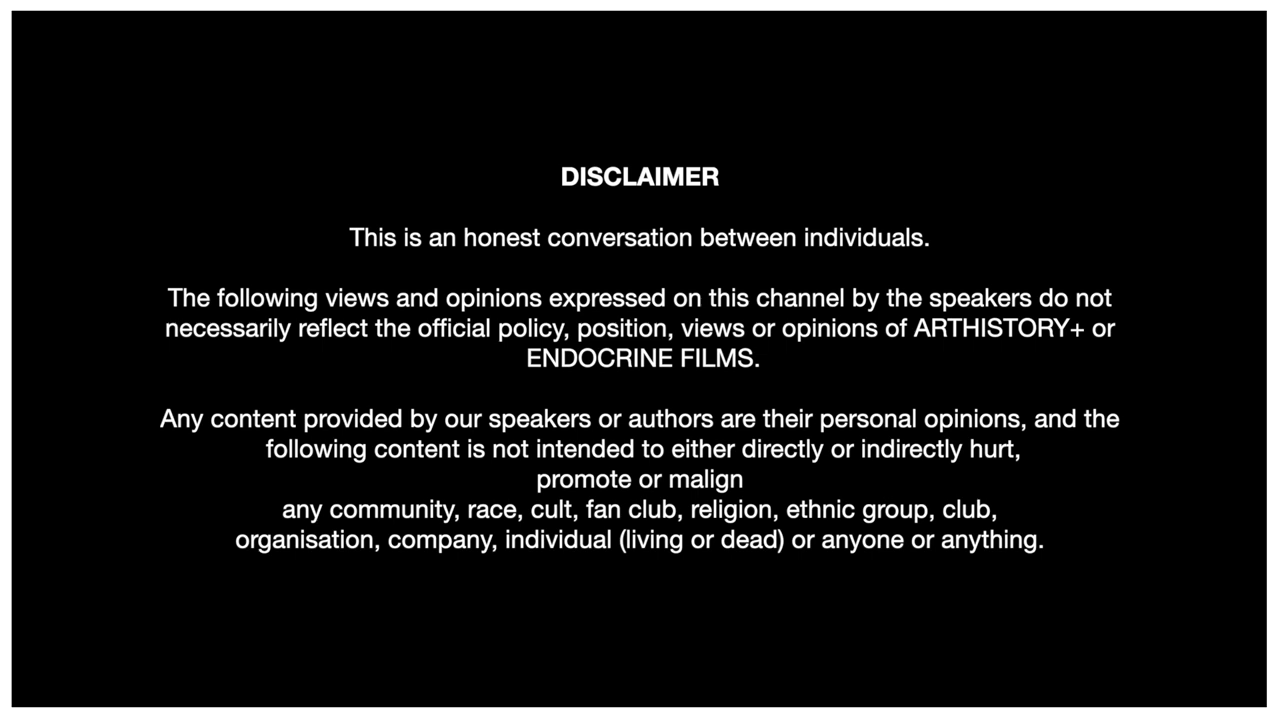 DISCLAIMER
This is an honest conversation between individuals.
The following views and opinions expressed on this channel by the speakers do not
necessarily reflect the official policy, position, views or opinions of ARTHISTORY+ or
ENDOCRINE FILMS.
Any content provided by our speakers or authors are their personal opinions, and the
following content is not intended to either directly or indirectly hurt,
promote or malign
any community, race, cult, fan club, religion, ethnic group, club,
organisation, company, individual (living or dead) or anyone or anything.